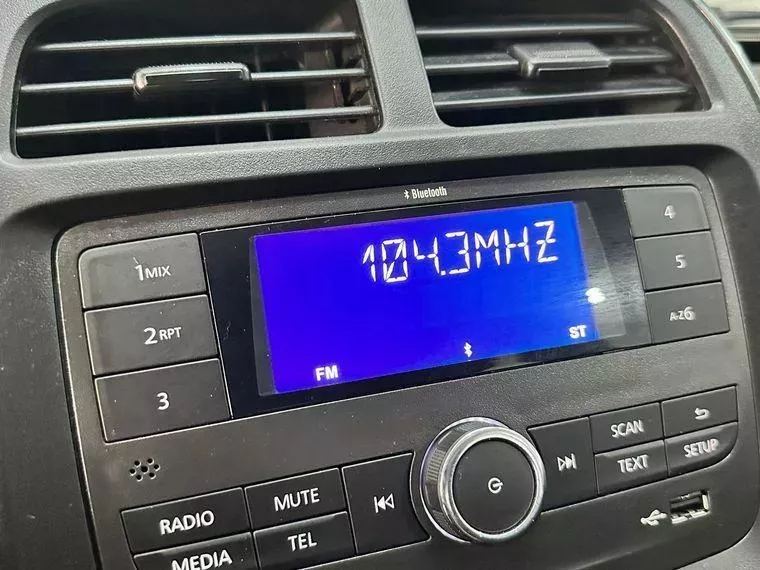 Bluetooth
104.3MHZ
FM
ST
1MIX
2RPT
3
4
5
A-Z6
RADIO
MUTE
MEDIA
TEL
SCAN
TEXT
SETUP